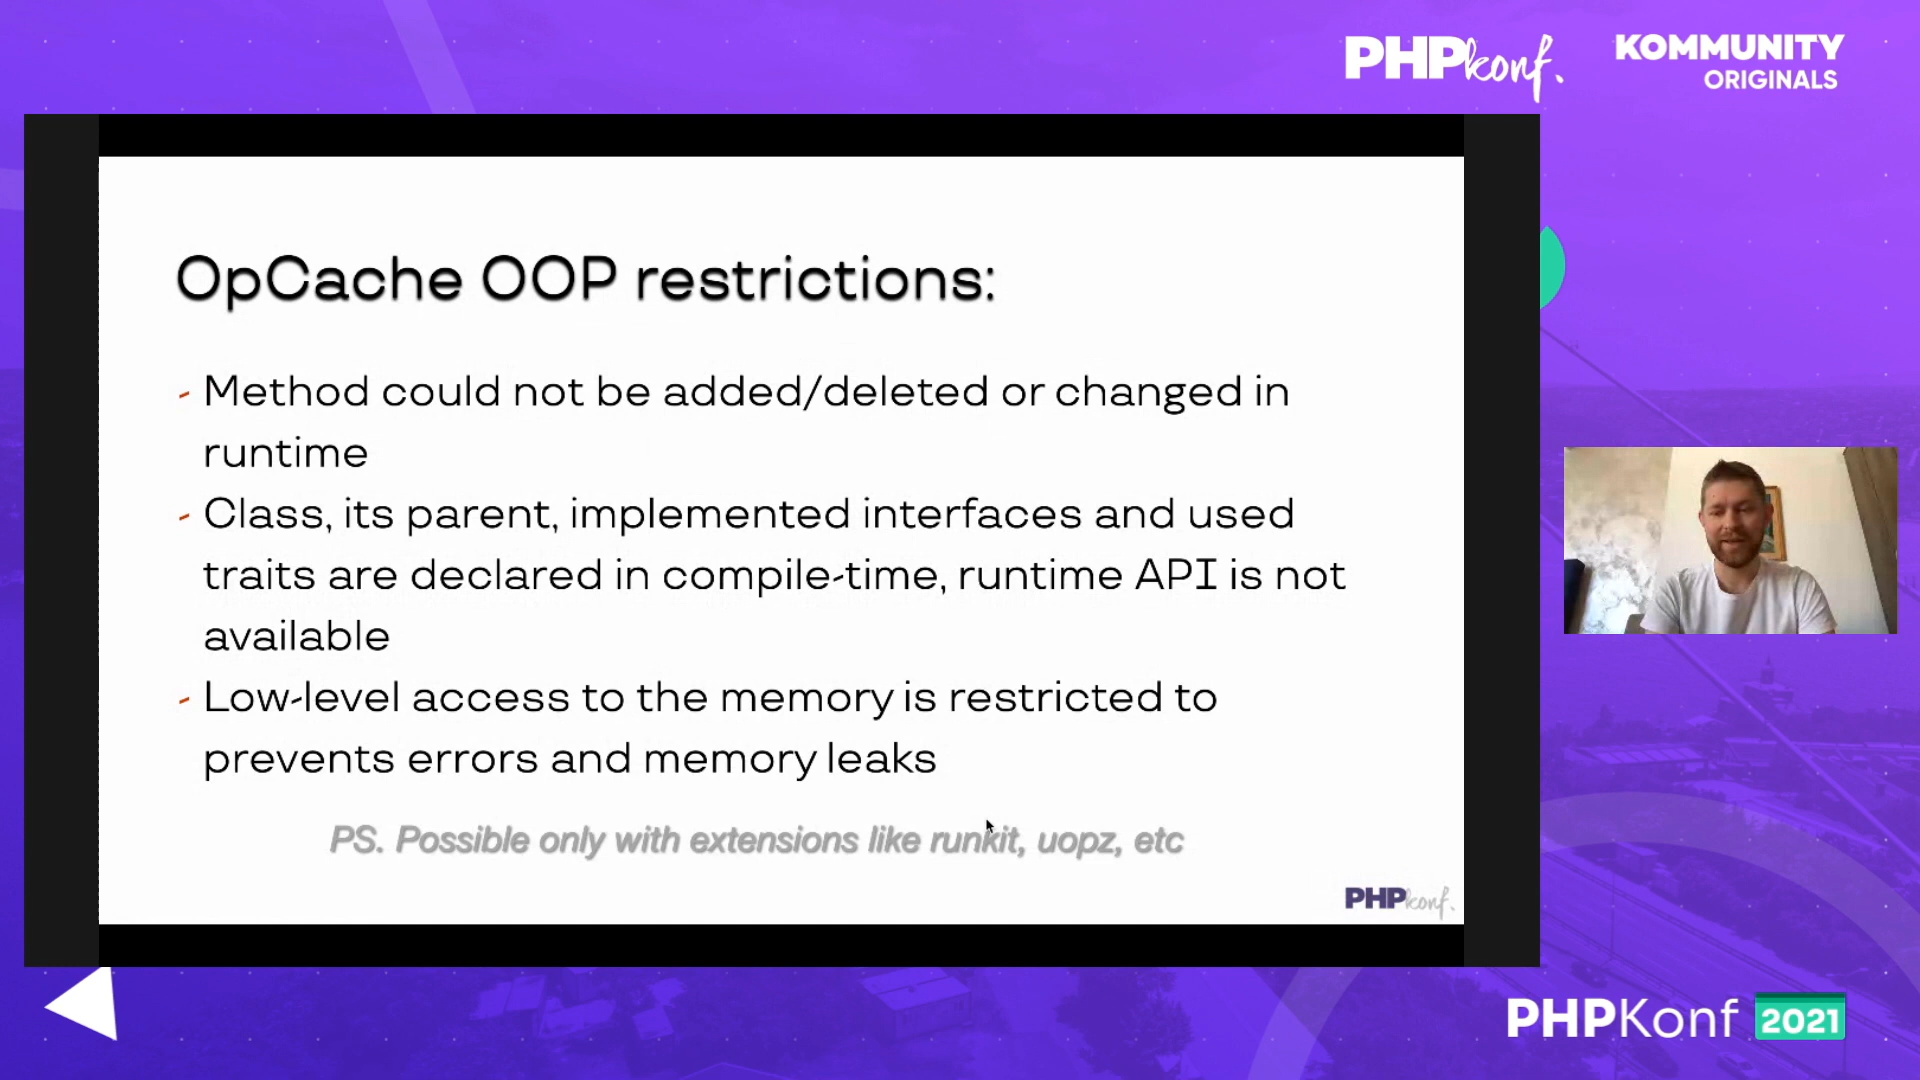 PHPkonf.
KOMMUNITY
ORIGINALS
OpCache OOP restrictions:
- Method could not be added/deleted or changed in
runtime
- Class, its parent, implemented interfaces and used
traits are declared in compile-time, runtime API is not
available
- Low-level access to the memory is restricted to
prevents errors and memory leaks
PS. Possible only with extensions like runkit, uopz, etc
PHPkonf.
PHPKonf 2021